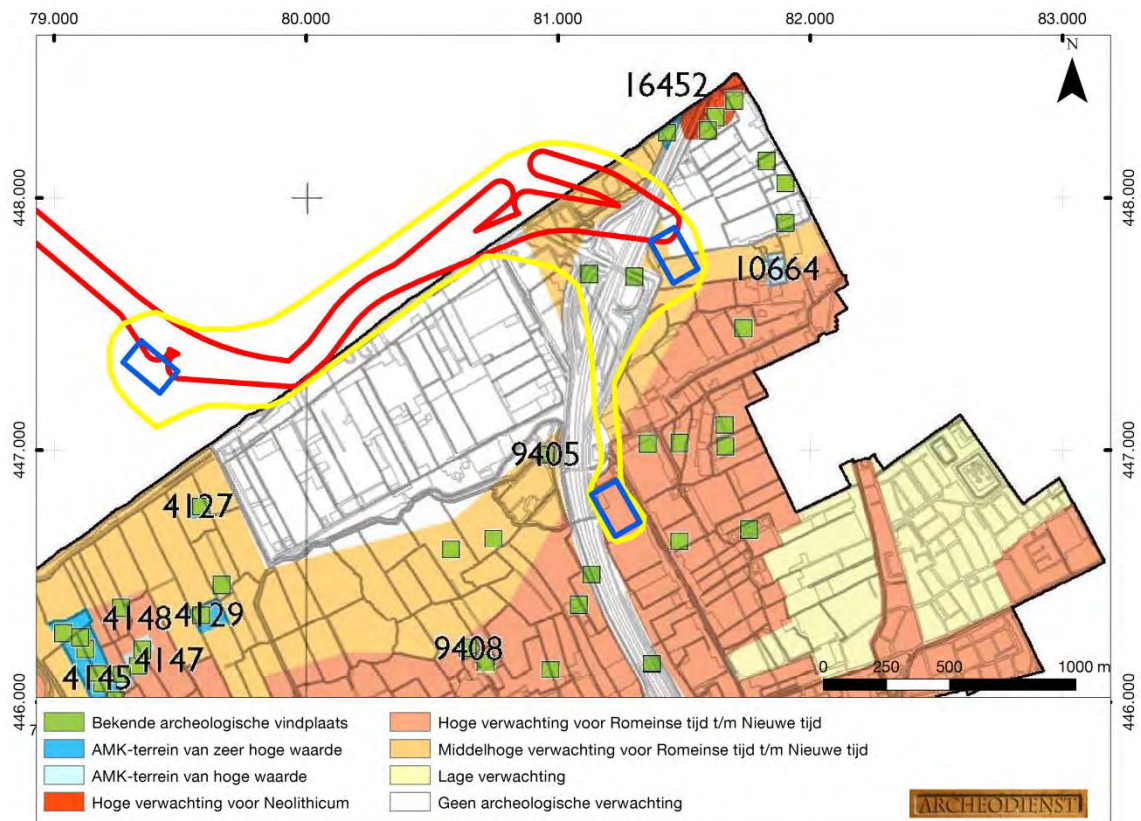 79.000 80.000 81.000 82.000 83.000
N
16452
448.000 448.000
10664
447.000 9405 447.000
4127
4148 4129
4147 9408
4145
0 250 500 1000 m
446.000 446.000
7
Bekende archeologische vindplaats
AMK-terrein van zeer hoge waarde
AMK-terrein van hoge waarde
Hoge verwachting voor Neolithicum
Hoge verwachting voor Romeinse tijd t/m Nieuwe tijd
Middelhoge verwachting voor Romeinse tijd t/m Nieuwe tijd
Lage verwachting
Geen archeologische verwachting
ARCHEODIENST